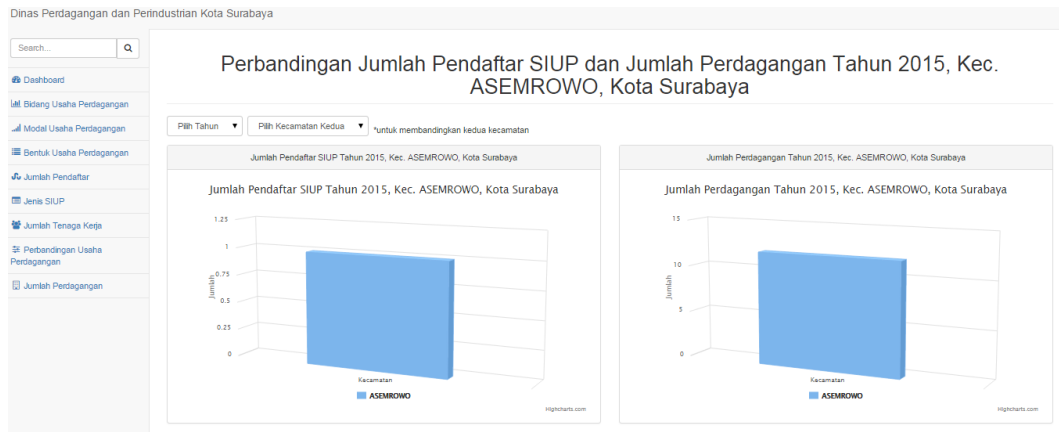 Dinas Perdagangan dan Perindustrian Kota Surabaya
Search...
Dashboard
Bidang Usaha Perdagangan
Modal Usaha Perdagangan
Bentuk Usaha Perdagangan
Jumlah Pendaftar
Jenis SIUP
Jumlah Tenaga Kerja
Perbandingan Usaha
Perdagangan
Jumlah Perdagangan
Perbandingan Jumlah Pendaftar SIUP dan Jumlah Perdagangan Tahun 2015, Kec.
ASEMROWO, Kota Surabaya
Pilih Tahun
Pilih Kecamatan Kedua
*untuk membandingkan kedua kecamatan
Jumlah Pendaftar SIUP Tahun 2015, Kec. ASEMROWO, Kota Surabaya
Jumlah Pendaftar SIUP Tahun 2015, Kec. ASEMROWO, Kota Surabaya
1.25
1
0.75
0.5
0.25
0
Jumlah
Kecamatan
ASEMROWO
Highcharts.com
Jumlah Perdagangan Tahun 2015, Kec. ASEMROWO, Kota Surabaya
Jumlah Perdagangan Tahun 2015, Kec. ASEMROWO, Kota Surabaya
15
10
5
0
Jumlah
Kecamatan
ASEMROWO
Highcharts.com